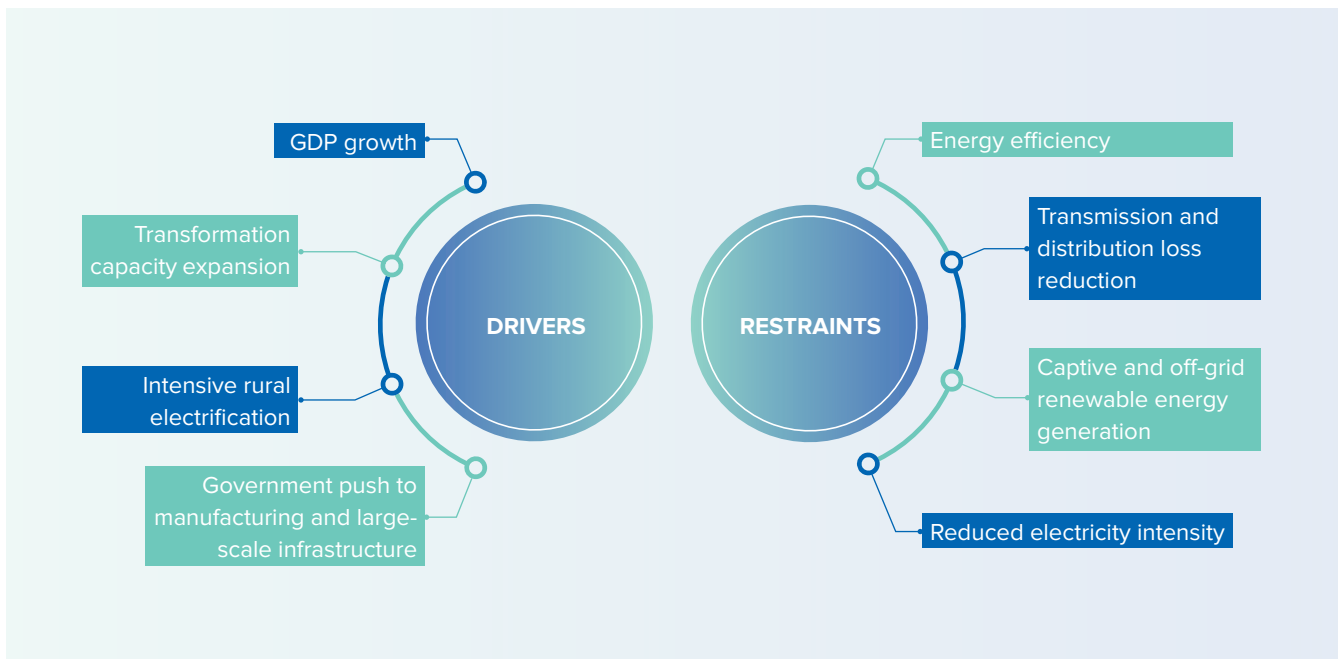 GDP growth
Transformation
capacity expansion
Intensive rural
electrification
Government push to
manufacturing and large-
scale infrastructure
DRIVERS
RESTRAINTS
Energy efficiency
Transmission and
distribution loss
reduction
Captive and off-grid
renewable energy
generation
Reduced electricity intensity